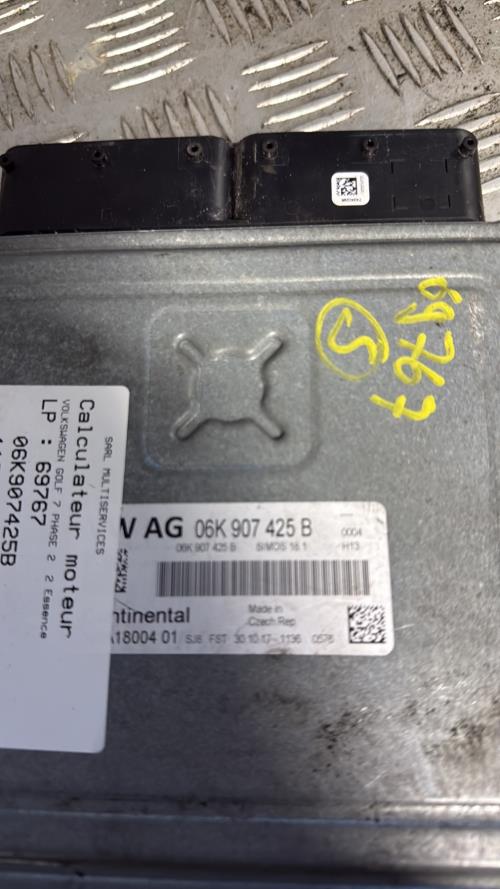 69767
S
SARL MULTISERVICES
Calculateur moteur
VOLKSWAGEN GOLF 7 PHASE 2 2 Essence
LP : 69767
06K907425B
W AG 06K 907 425 B 0004
06K 907 425 B SIMOS 18.1 H13
ntinental Made in
Czech Rep
A18004 01 SJ8 FST 30.10.17 1136 0576